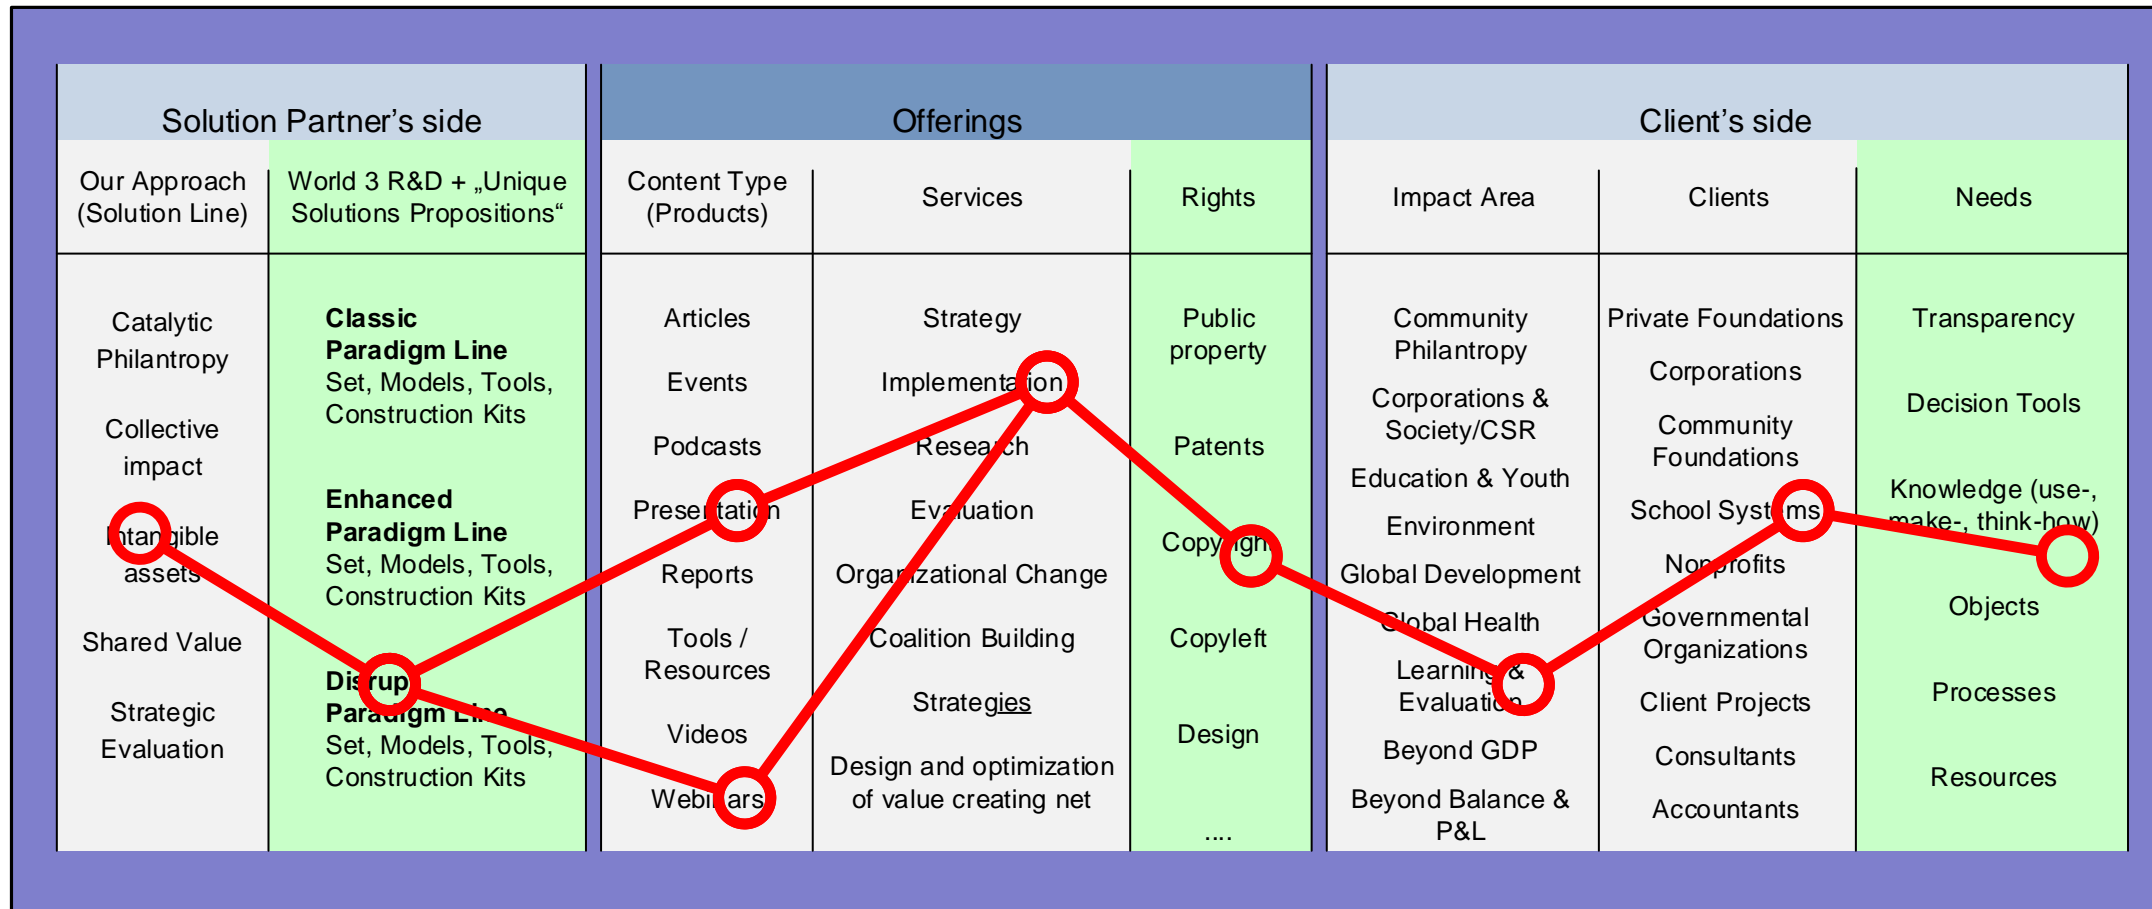 Solution Partner’s side
Our Approach
(Solution Line)
World 3 R&D + „Unique
Solutions Propositions“
Catalytic
Philantropy
Collective
impact
Intangible
assets
Shared Value
Strategic
Evaluation
Classic
Paradigm Line
Set, Models, Tools,
Construction Kits
Enhanced
Paradigm Line
Set, Models, Tools,
Construction Kits
Paradigm Line
Set, Models, Tools,
Construction Kits
Offerings
Content Type
(Products)
Services
Rights
Articles
Events
Podcasts
Presentation
Reports
Tools /
Resources
Videos
Webinars
Strategy
Implementation
Research
Evaluation
Organizational Change
Coalition Building
Strategies
Design and optimization
of value creating net
Public
property
Patents
Copyright
Copyleft
Design
....
Client’s side
Impact Area
Clients
Needs
Community
Philantropy
Corporations &
Society/CSR
Education & Youth
Environment
Global Development
Global Health
Learning &
Evaluation
Beyond GDP
Beyond Balance &
P&L
Private Foundations
Corporations
Community
Foundations
School Systems
Nonprofits
Governmental
Organizations
Client Projects
Consultants
Accountants
Transparency
Decision Tools
Knowledge (use-,
make-, think-how)
Objects
Processes
Resources